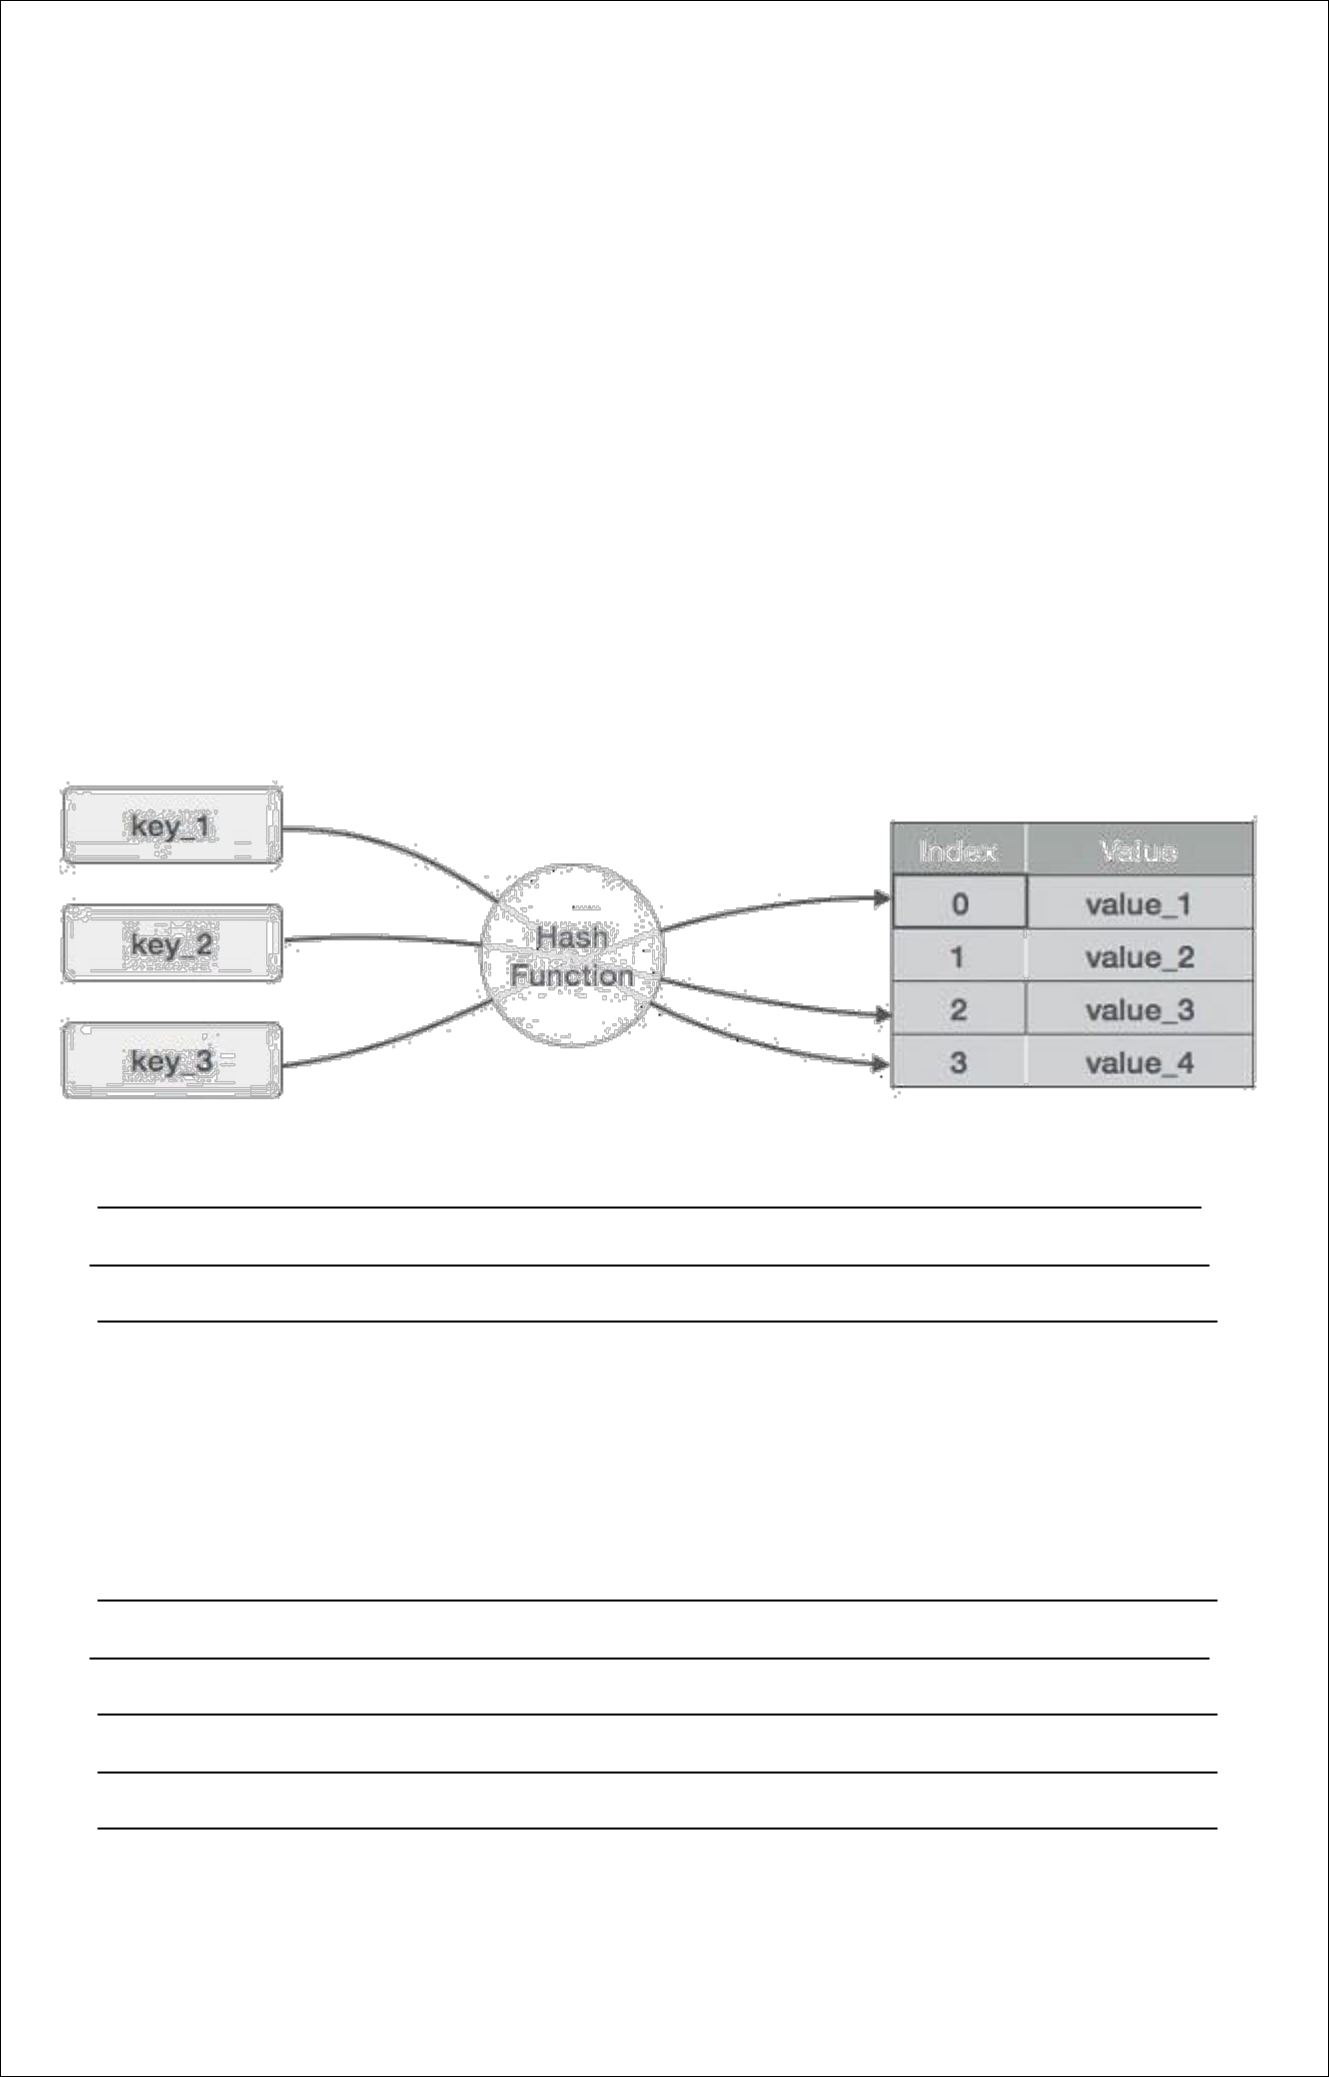 key_1
key_2
key_3
Hash
Function
Index Value
0 value_1
1 value_2
2 value_3
3 value_4